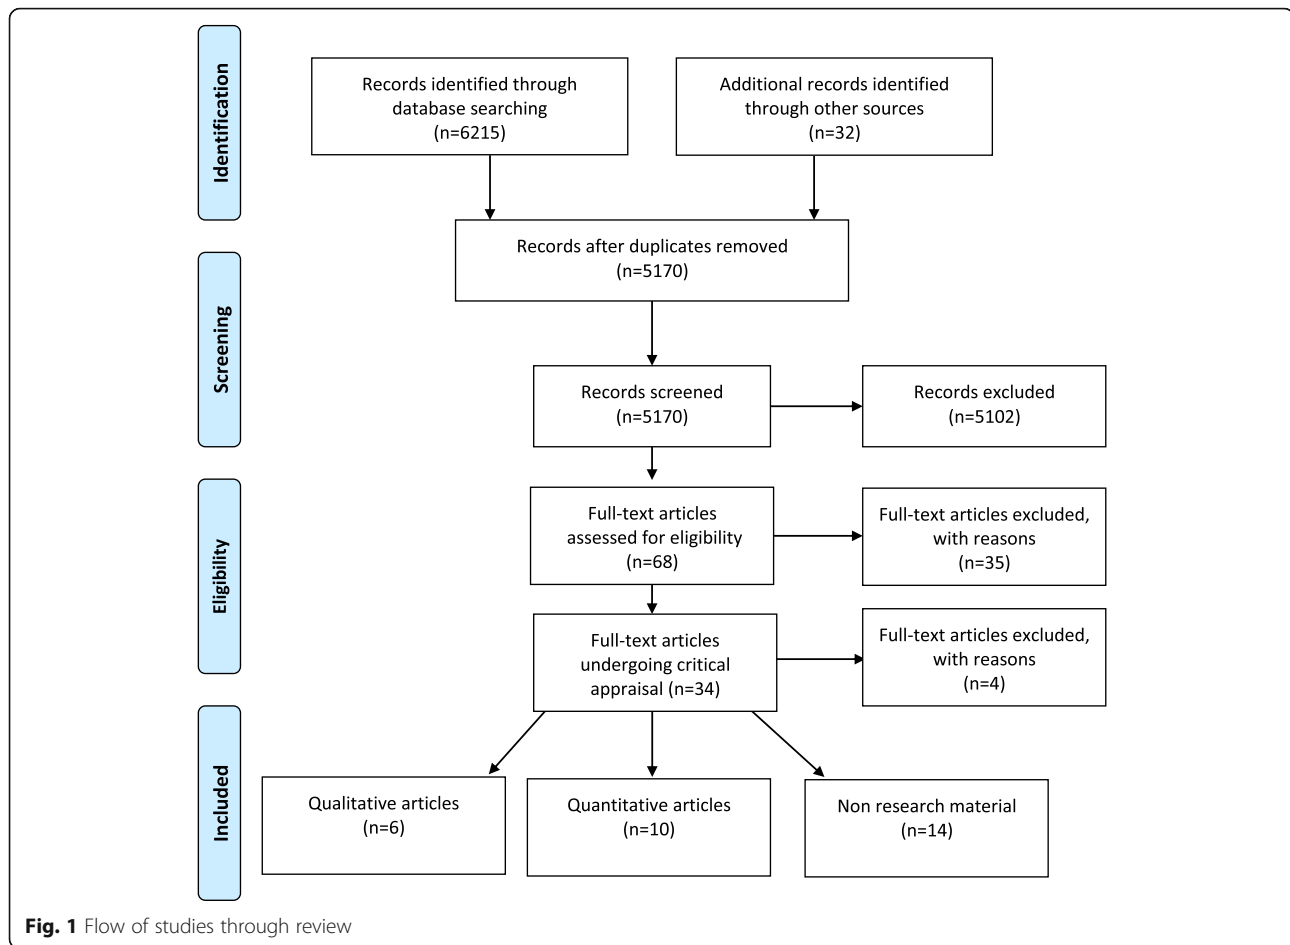 Identification
Records identified through
database searching
(n=6215)
Additional records identified
through other sources
(n=32)
Records after duplicates removed
(n=5170)
Screening
Records screened
(n=5170)
Records excluded
(n=5102)
Eligibility
Full-text articles
assessed for eligibility
(n=68)
Full-text articles excluded,
with reasons
(n=35)
Full-text articles
undergoing critical
appraisal (n=34)
Full-text articles excluded,
with reasons
(n=4)
Included
Qualitative articles
(n=6)
Quantitative articles
(n=10)
Non research material
(n=14)
Fig. 1 Flow of studies through review